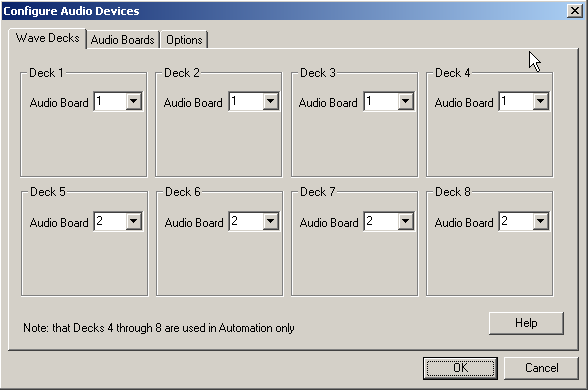 Configure Audio Devices
Wave Decks Audio Boards Options
Deck 1 Deck 2 Deck 3 Deck 4
Audio Board 1 Audio Board 1 Audio Board 1 Audio Board 1
Deck 5 Deck 6 Deck 7 Deck 8
Audio Board 2 Audio Board 2 Audio Board 2 Audio Board 2
Help
Note: that Decks 4 through 8 are used in Automation only
OK Cancel